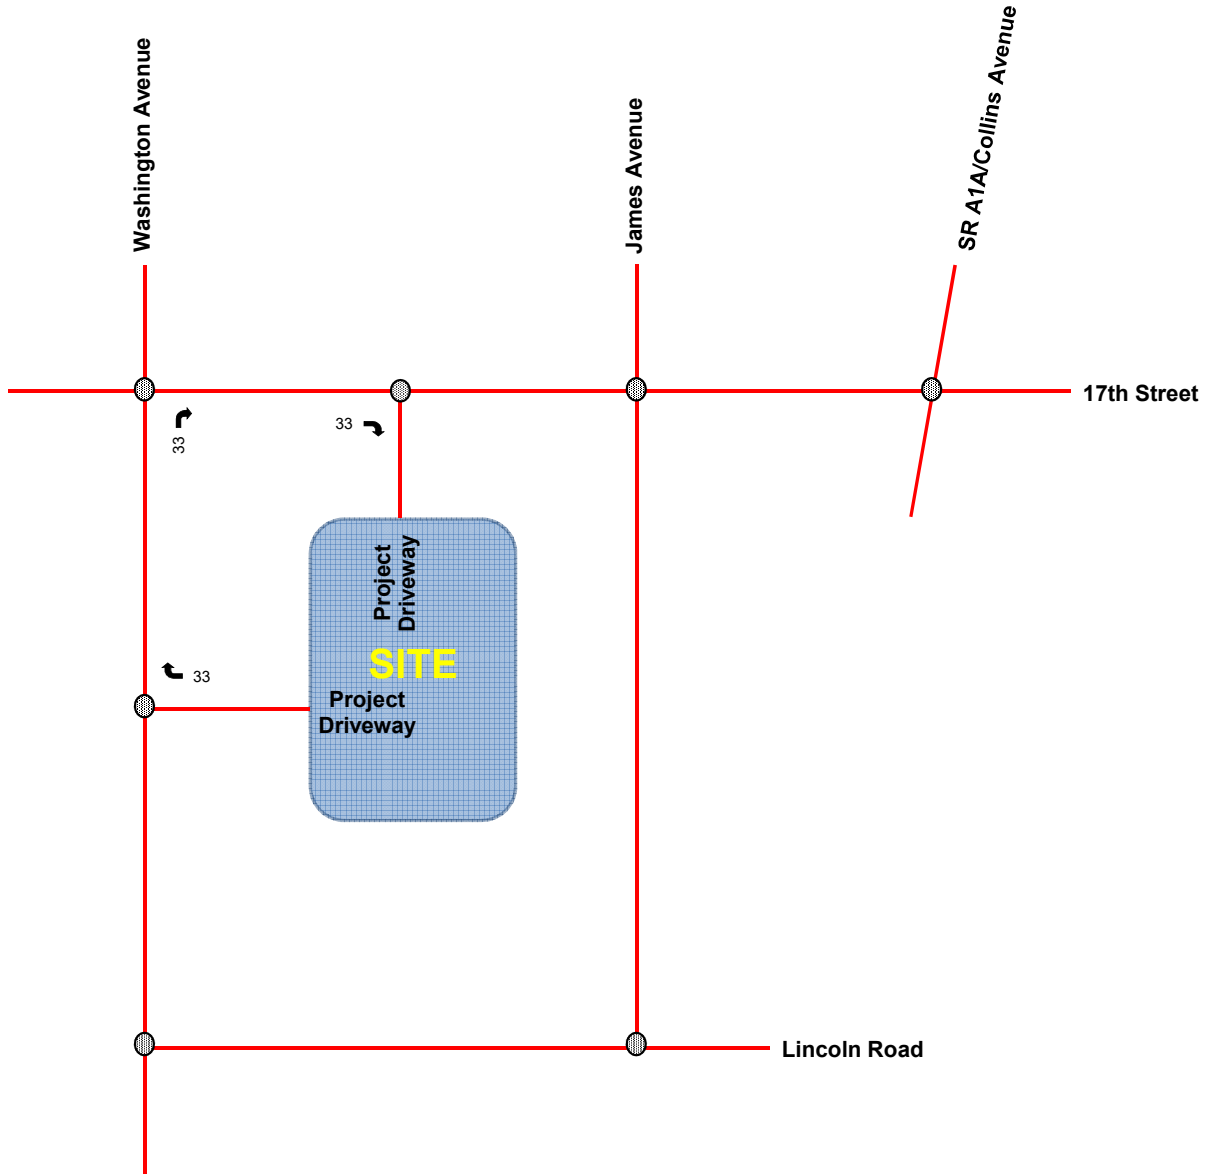 Washington Avenue
James Avenue
SR A1A/Collins Avenue
17th Street
33
33
Project
Driveway
SITE
33
Project
Driveway
Lincoln Road